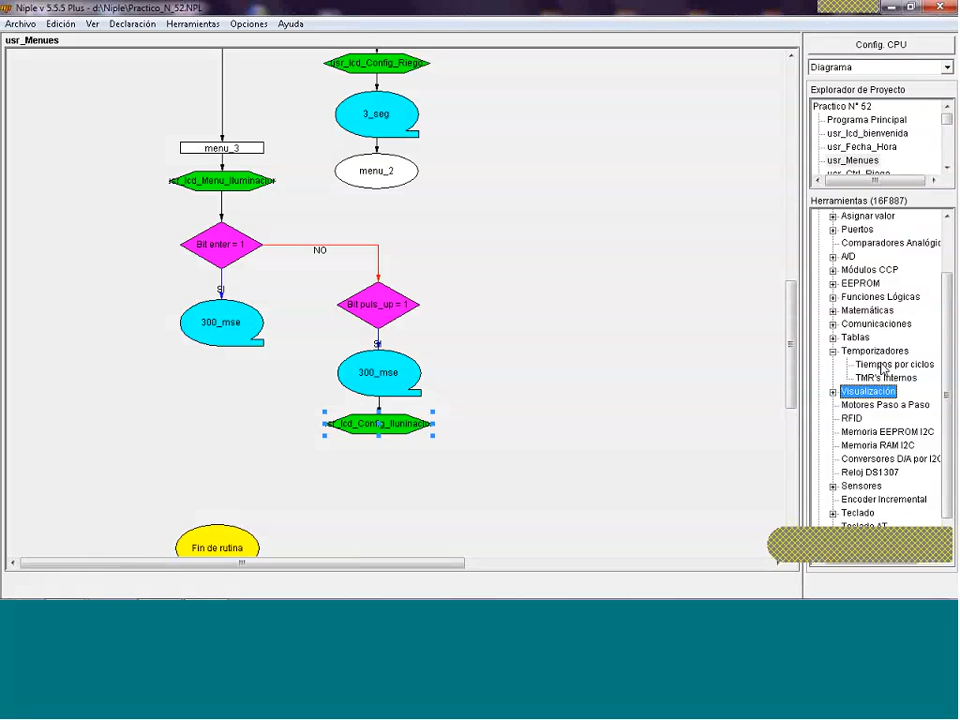 Niple v 5.5.5 Plus - d:\Niple\Practico_N_52.NPL
Archivo Edición Ver Declaración Herramientas Opciones Ayuda
usr_Menues
usr_lcd_Config_Riego
3_seg
menu_2
menu_3
usr_lcd_Menu_Iluminacion
Bit enter = 1
NO
SI
300_mse
Bit puls_up = 1
300_mse
usr_lcd_Config_Iluminacio
Fin de rutina
Config. CPU
Diagrama
Explorador de Proyecto
Practico N° 52
Programa Principal
usr_lcd_bienvenida
usr_Fecha_Hora
usr_Menues
usr_Ctrl_Riego
Herramientas (16F887)
Asignar valor
Puertos
Comparadores Analógic
A/D
Módulos CCP
EEPROM
Funciones Lógicas
Matemáticas
Comunicaciones
Tablas
Temporizadores
Tiempos por ciclos
TMR's Internos
Visualización
Motores Paso a Paso
RFID
Memoria EEPROM I2C
Memoria RAM I2C
Conversores D/A por I2C
Reloj DS1307
Sensores
Encoder Incremental
Teclado
Teclado AT